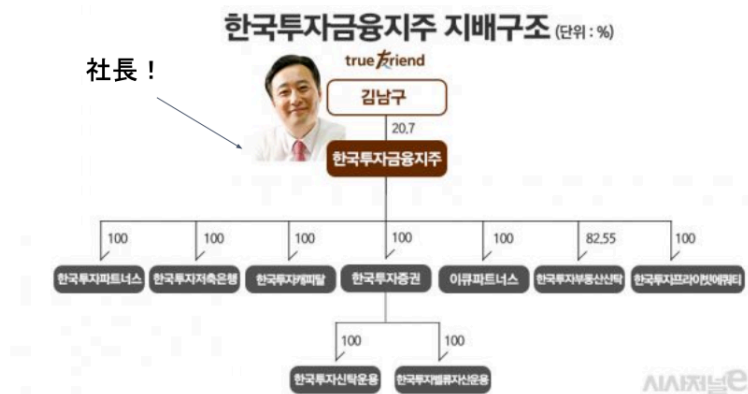 한국투자금융지주 지배구조 (단위 : %)
社長！
true 友riend
김남구
20.7
한국투자금융지주
100 100 100 100 100 82.55 100
한국투자파트너스 한국투자저축은행 한국투자캐피탈 한국투자증권 이큐파트너스 한국투자부동산신탁 한국투자프라이빗에쿼티
100 100
한국투자신탁운용 한국투자밸류자산운용
시사저널e